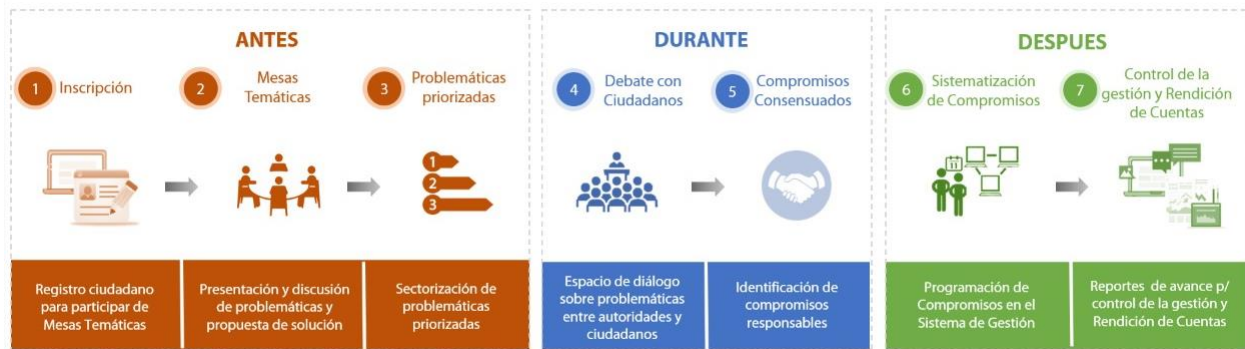 ANTES
1 Inscripción
2 Mesas
Temáticas
3 Problemáticas
priorizadas
1
2
3
Registro ciudadano
para participar de
Mesas Temáticas
Presentación y discusión
de problemáticas y
propuesta de solución
Sectorización de
problemáticas
priorizadas
DURANTE
4 Debate con
Ciudadanos
5 Compromisos
Consensuados
Espacio de diálogo
sobre problemáticas
entre autoridades y
ciudadanos
Identificación de
compromisos
responsables
DESPUES
6 Sistematización
de Compromisos
7 Control de la
gestión y Rendición
de Cuentas
11
Programación de
Compromisos en el
Sistema de Gestión
Reportes de avance p/
control de la gestión y
Rendición de Cuentas